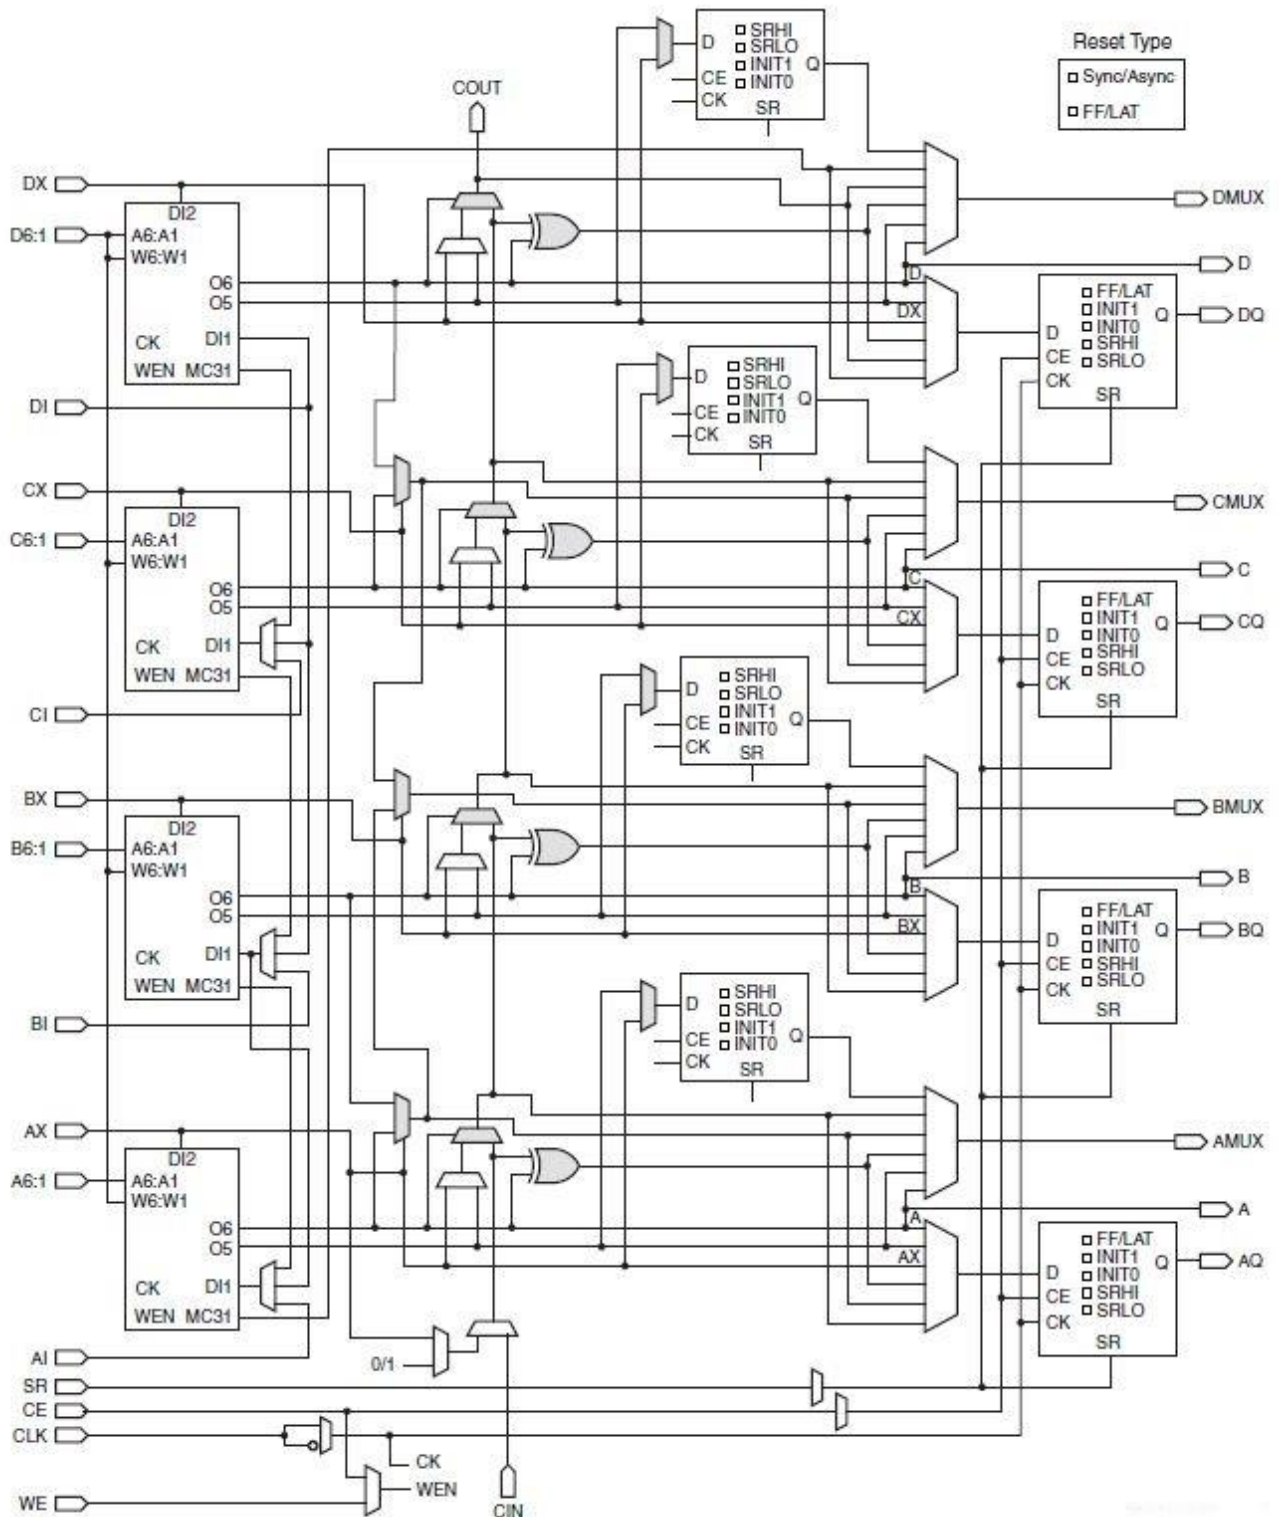 SRHI
SRLO
D INIT1 Q
CE INIT0
CK
SR
Reset Type
Sync/Async
FF/LAT
COUT
DX
DI2
D6:1 A6:A1
W6:W1
O6
O5
CK DI1
WEN MC31
DMUX
D
D
DX
FF/LAT
INIT1 Q DQ
D INIT0
CE SRHI
SRLO
CK
SR
DI
SRHI
D SRLO
INIT1 Q
CE INIT0
CK
SR
CX
DI2
C6:1 A6:A1
W6:W1
O6
O5
CK DI1
WEN MC31
CMUX
C
C
CX
FF/LAT
INIT1 Q CQ
D INIT0
CE SRHI
SRLO
CK
SR
CI
SRHI
D SRLO
INIT1 Q
CE INIT0
CK
SR
BX
DI2
B6:1 A6:A1
W6:W1
O6
O5
CK DI1
WEN MC31
BMUX
B
B
BX
FF/LAT
INIT1 Q BQ
D INIT0
CE SRHI
SRLO
CK
SR
BI
SRHI
D SRLO
INIT1 Q
CE INIT0
CK
SR
AX
DI2
A6:1 A6:A1
W6:W1
O6
O5
CK DI1
WEN MC31
AMUX
A
A
AX
FF/LAT
INIT1 Q AQ
D INIT0
CE SRHI
SRLO
CK
SR
0/1
AI
SR
CE
CLK
CK
WEN
WE
CIN